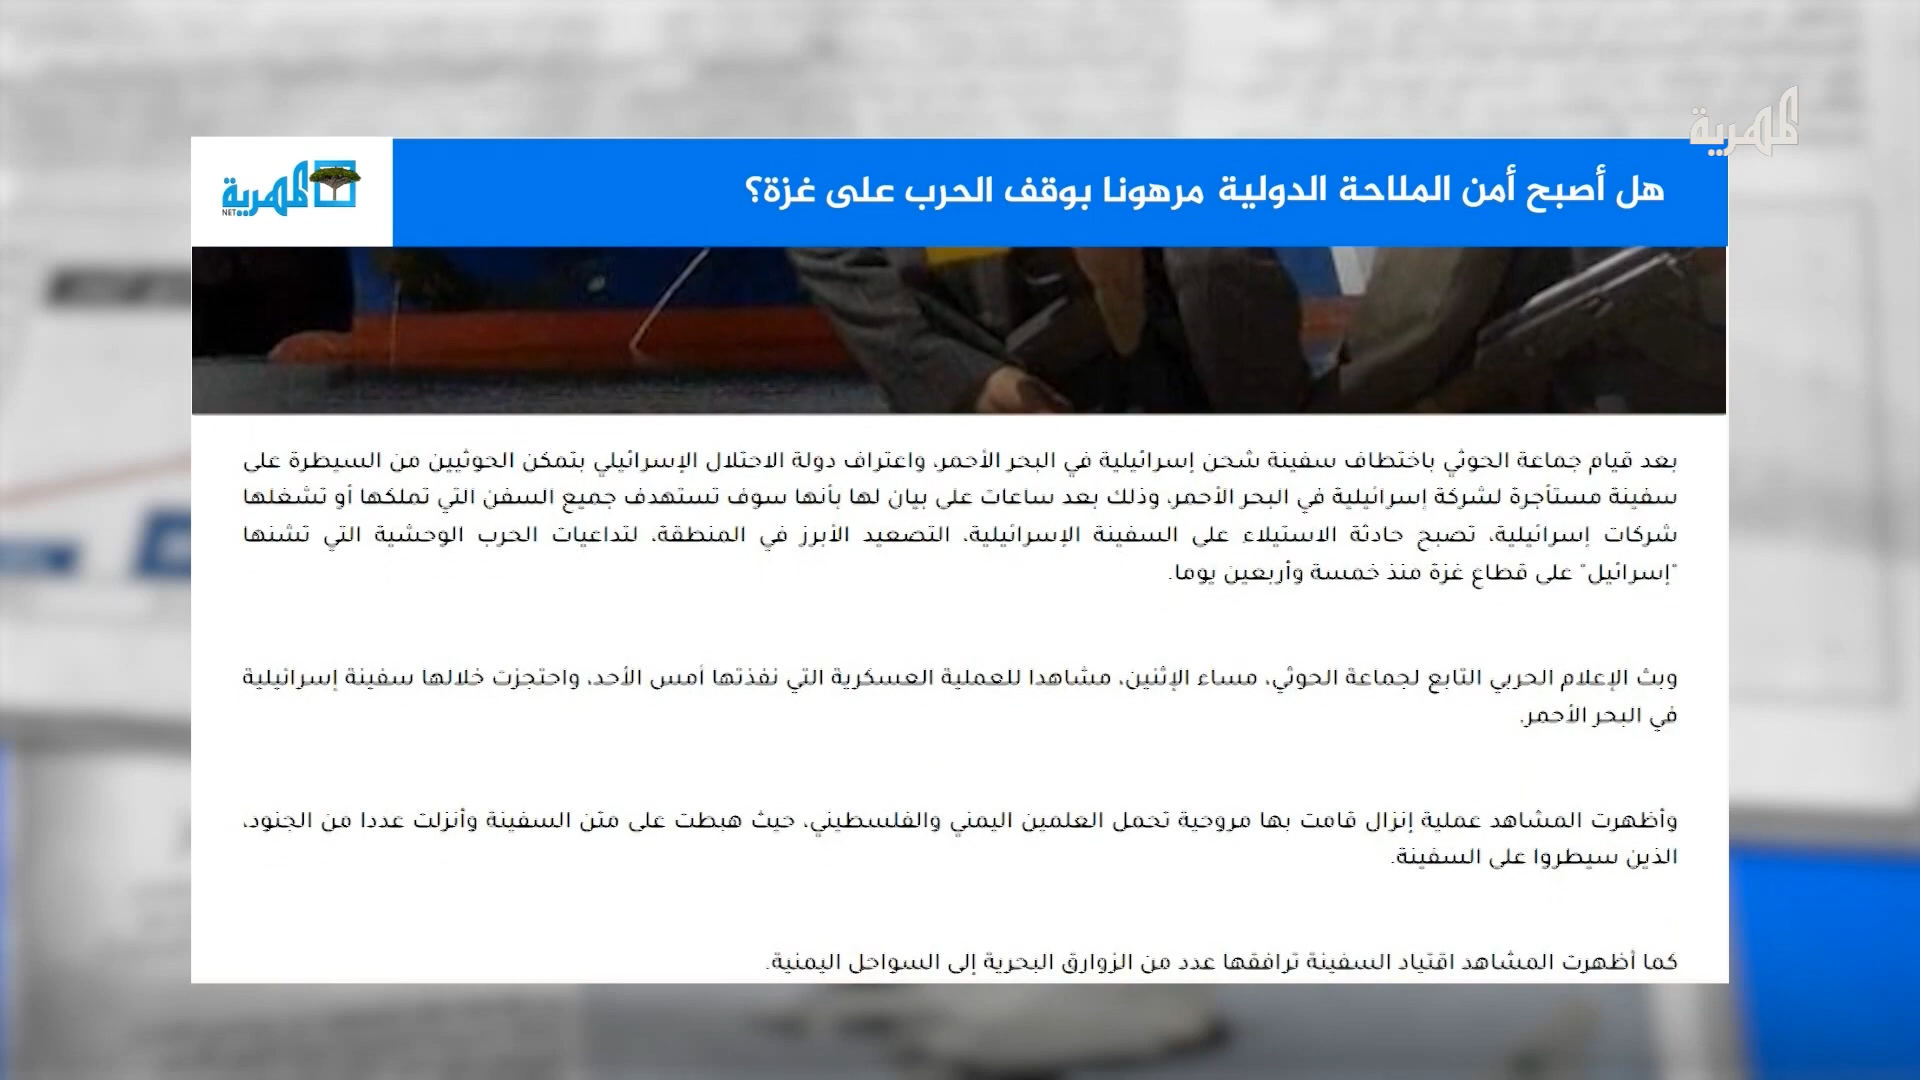 المهرية
المهرية
NET
هل أصبح أمن الملاحة الدولية مرهونا بوقف الحرب على غزة؟
بعد قيام جماعة الحوثي باختطاف سفينة شحن إسرائيلية في البحر الأحمر، واعتراف دولة الاحتلال الإسرائيلي بتمكن الحوثيين من السيطرة على
سفينة مستأجرة لشركة إسرائيلية في البحر الأحمر، وذلك بعد ساعات على بيان لها بأنها سوف تستهدف جميع السفن التي تملكها أو تشغلها
شركات إسرائيلية، تصبح حادثة الاستيلاء على السفينة الإسرائيلية، التصعيد الأبرز في المنطقة، لتداعيات الحرب الوحشية التي تشنها
"إسرائيل" على قطاع غزة منذ خمسة وأربعين يوما.
وبث الإعلام الحربي التابع لجماعة الحوثي، مساء الإثنين، مشاهدا للعملية العسكرية التي نفذتها أمس الأحد، واحتجزت خلالها سفينة إسرائيلية
في البحر الأحمر.
وأظهرت المشاهد عملية إنزال قامت بها مروحية تحمل العلمين اليمني والفلسطيني، حيث هبطت على متن السفينة وأنزلت عددا من الجنود،
الذين سيطروا على السفينة.
كما أظهرت المشاهد اقتياد السفينة ترافقها عدد من الزوارق البحرية إلى السواحل اليمنية.